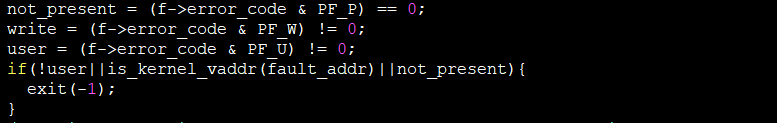 not_present = (f->error_code & PF_P) == 0;
write = (f->error_code & PF_W) != 0;
user = (f->error_code & PF_U) != 0;
if(!user||is_kernel_vaddr(fault_addr)||not_present){
  exit(-1);
}